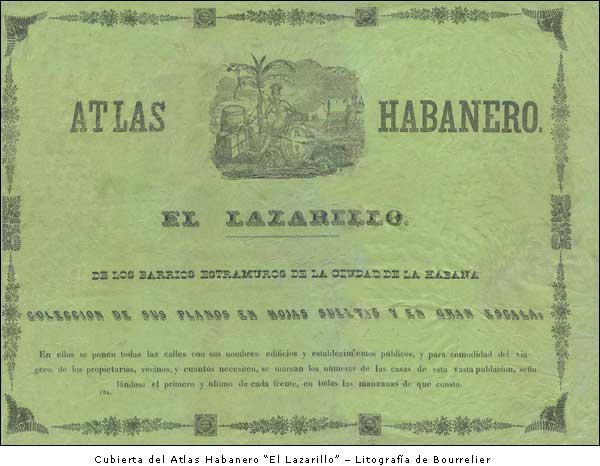 ATLAS HABANERO.
EL LAZARILLO.
DE LOS BARRIOS ESTRAMUROS DE LA CIUDAD DE LA HABANA
COLECCION DE SUS PLANOS EN HOJAS SUELTAS Y EN GRAN ESCALA;
En ellos se ponen todas las calles con sus nombres, edificios y establecimientos públicos, y para comodidad del via-
gero, de los propietarios, vecinos, y cuantos necesiten, se marcan los números de las casas de esta vasta poblacion, seña
lándose el primero y último de cada frente, en todas las manzanas de que consta.
Cubierta del Atlas Habanero “El Lazarillo” – Litografía de Bourrelier